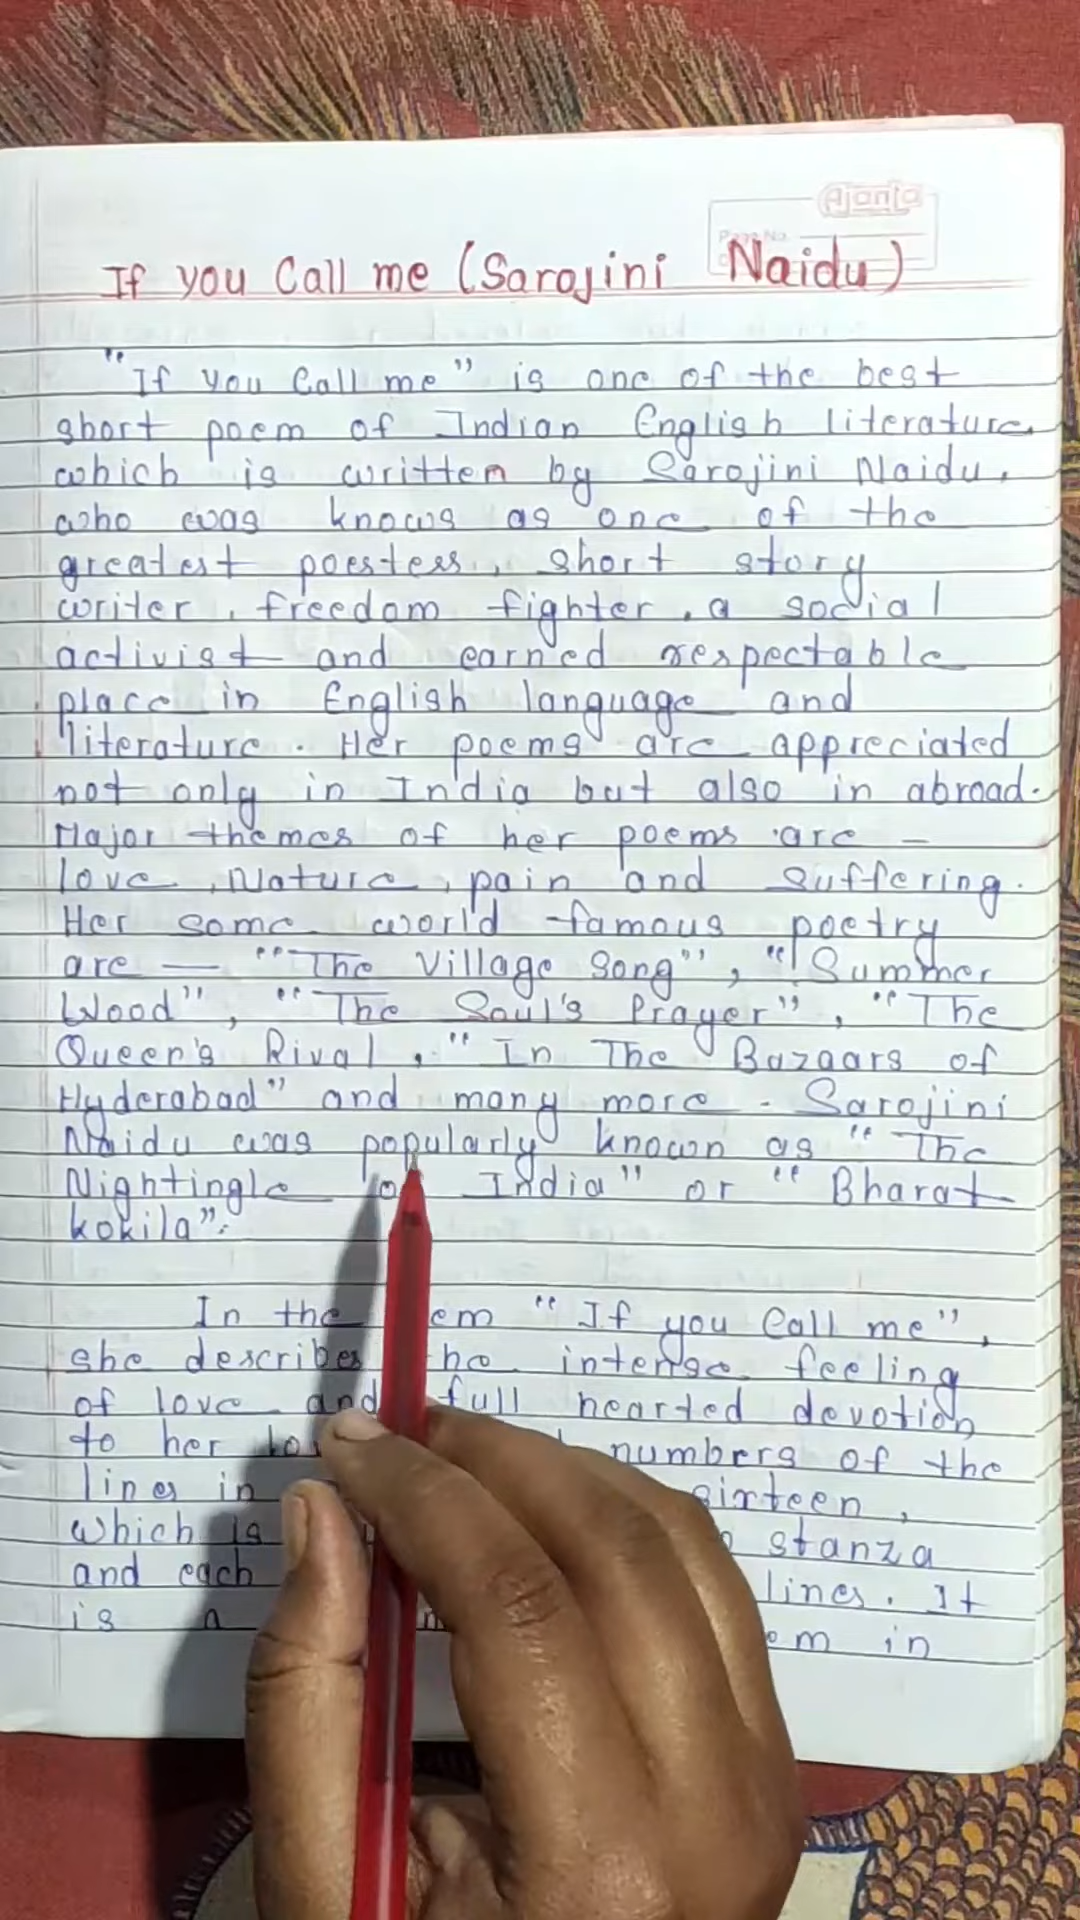 Ajanta
If you Call me (Sarojini Naidu)
"If you Call me" is one of the best
short poem of Indian English literature
which is written by Sarojini Naidu,
who was knows as one of the
greatest poestess, short story
writer, freedom fighter, a social
activist and earned respectable
place in English language and
literature. Her poems are appreciated
not only in India but also in abroad.
Major themes of her poems are -
love, Nature, pain and suffering.
Her some world famous poetry
are — "The Village Song", "Summer
Wood", "The Soul's Prayer", "The
Queen's Rival, "In The Bazaars of
Hyderabad" and many more. Sarojini
Naidu was popularly known as "The
Nightingle India" or "Bharat
kokila".
In the "If you Call me",
she describes the intense feeling
of love and full hearted devotion
to her numbers of the
lines in sixteen,
which is stanza
and each lines. It
is a in